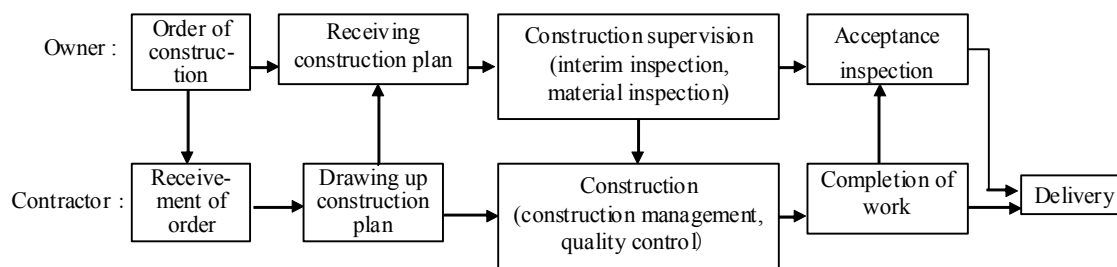 Owner :
Order of
construc-
tion
Receiving
construction plan
Construction supervision
(interim inspection,
material inspection)
Acceptance
inspection
Contractor :
Receive-
ment of
order
Drawing up
construction
plan
Construction
(construction management,
quality control)
Completion of
work
Delivery